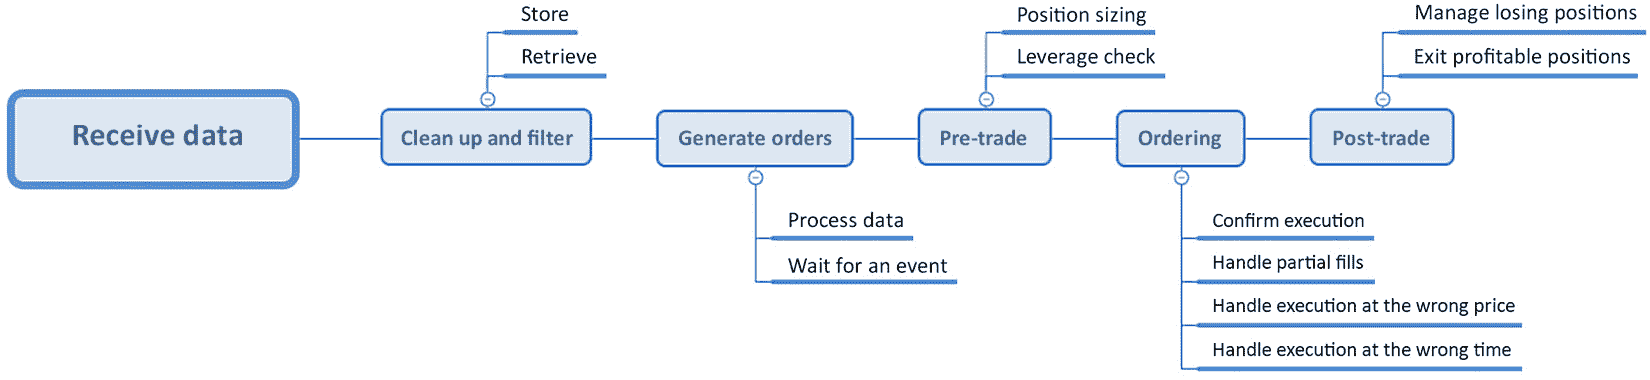 Receive data
Store
Retrieve
Clean up and filter
Generate orders
Process data
Wait for an event
Position sizing
Leverage check
Pre-trade
Ordering
Confirm execution
Handle partial fills
Handle execution at the wrong price
Handle execution at the wrong time
Manage losing positions
Exit profitable positions
Post-trade